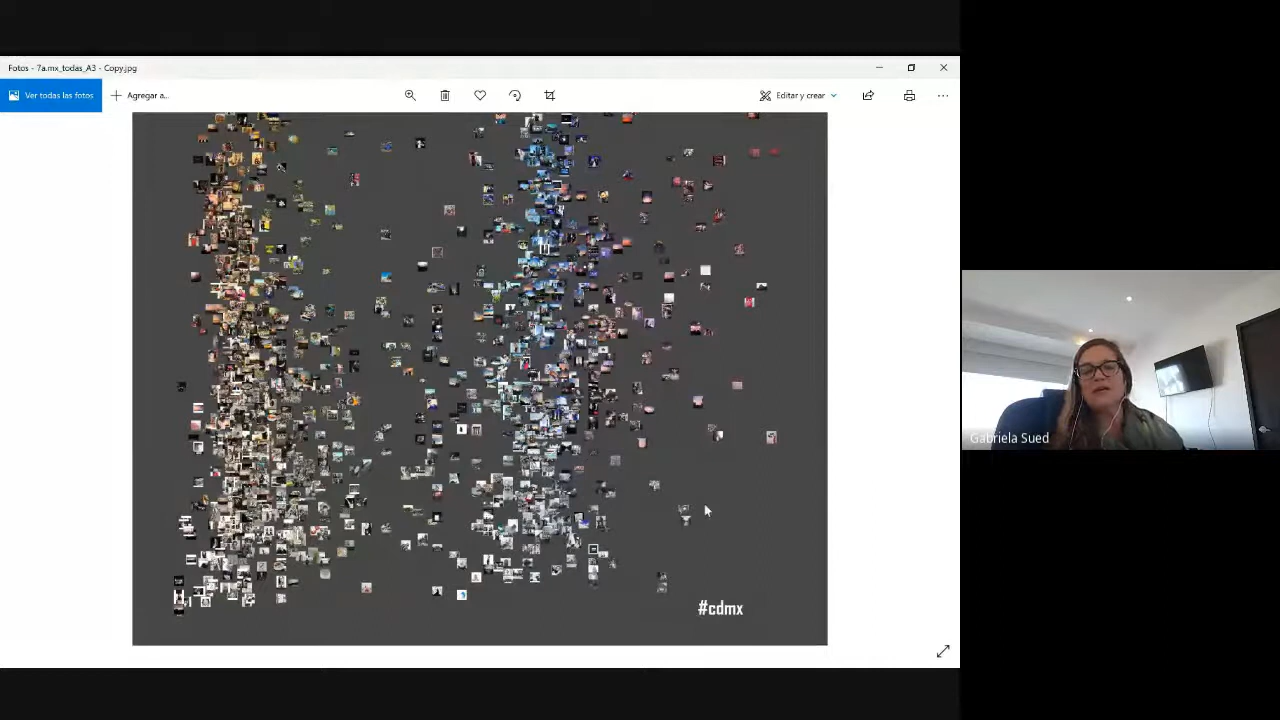 Fotos - 7a.mx_todas_A3 - Copy.jpg
Ver todas las fotos
Agregar a...
Editar y crear
#cdmx
Gabriela Sued